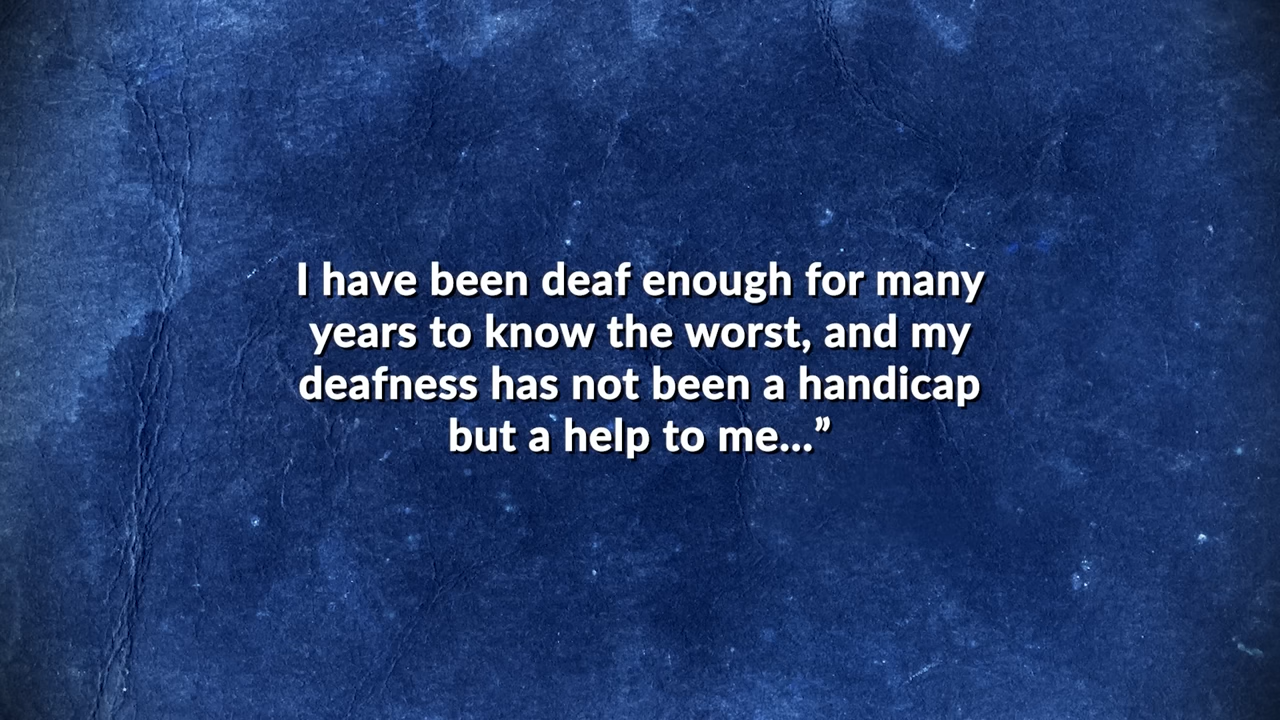 I have been deaf enough for many
years to know the worst, and my
deafness has not been a handicap
but a help to me...”